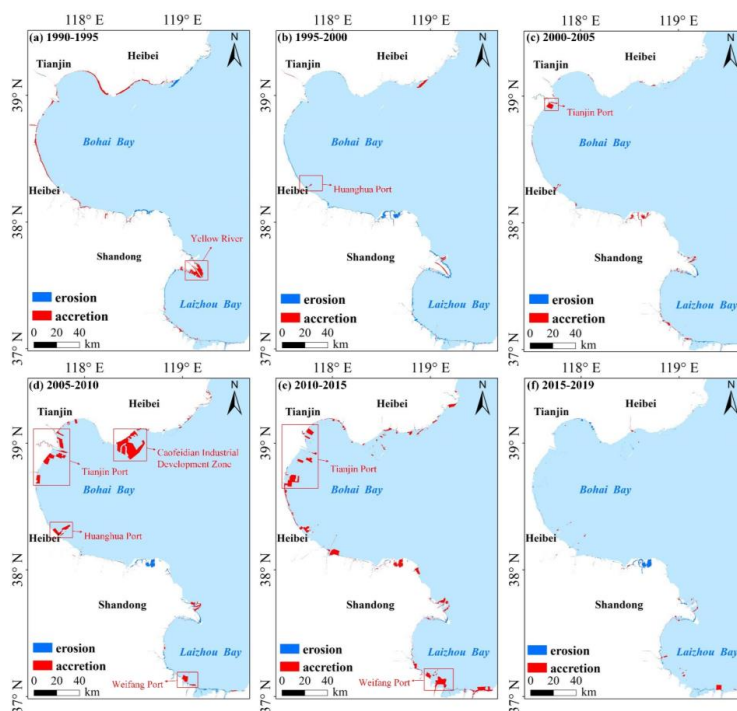 118° E 119° E
118° E 119° E
118° E 119° E
(a) 1990-1995
Heibei
N
Tianjin
39° N
Bohai Bay
Heibei
38° N
Yellow River
Shandong
erosion
accretion
Laizhou Bay
0 20 40
km
37° N
(b) 1995-2000
Heibei
N
Tianjin
39° N
Bohai Bay
Heibei
Huanghua Port
38° N
Shandong
erosion
accretion
Laizhou Bay
0 20 40
km
37° N
(c) 2000-2005
Heibei
N
Tianjin
39° N
Tianjin Port
Bohai Bay
Heibei
38° N
Shandong
erosion
accretion
Laizhou Bay
0 20 40
km
37° N
(d) 2005-2010
Heibei
N
Tianjin
39° N
Caofeidian Industrial
Development Zone
Tianjin Port
Bohai Bay
Huanghua Port
Heibei
38° N
Shandong
erosion
accretion
Laizhou Bay
Weifang Port
0 20 40
km
37° N
(e) 2010-2015
Heibei
N
Tianjin
39° N
Tianjin Port
Bohai Bay
Heibei
38° N
Shandong
erosion
accretion
Laizhou Bay
Weifang Port
0 20 40
km
37° N
(f) 2015-2019
Heibei
N
Tianjin
39° N
Bohai Bay
Heibei
38° N
Shandong
erosion
accretion
Laizhou Bay
0 20 40
km
37° N